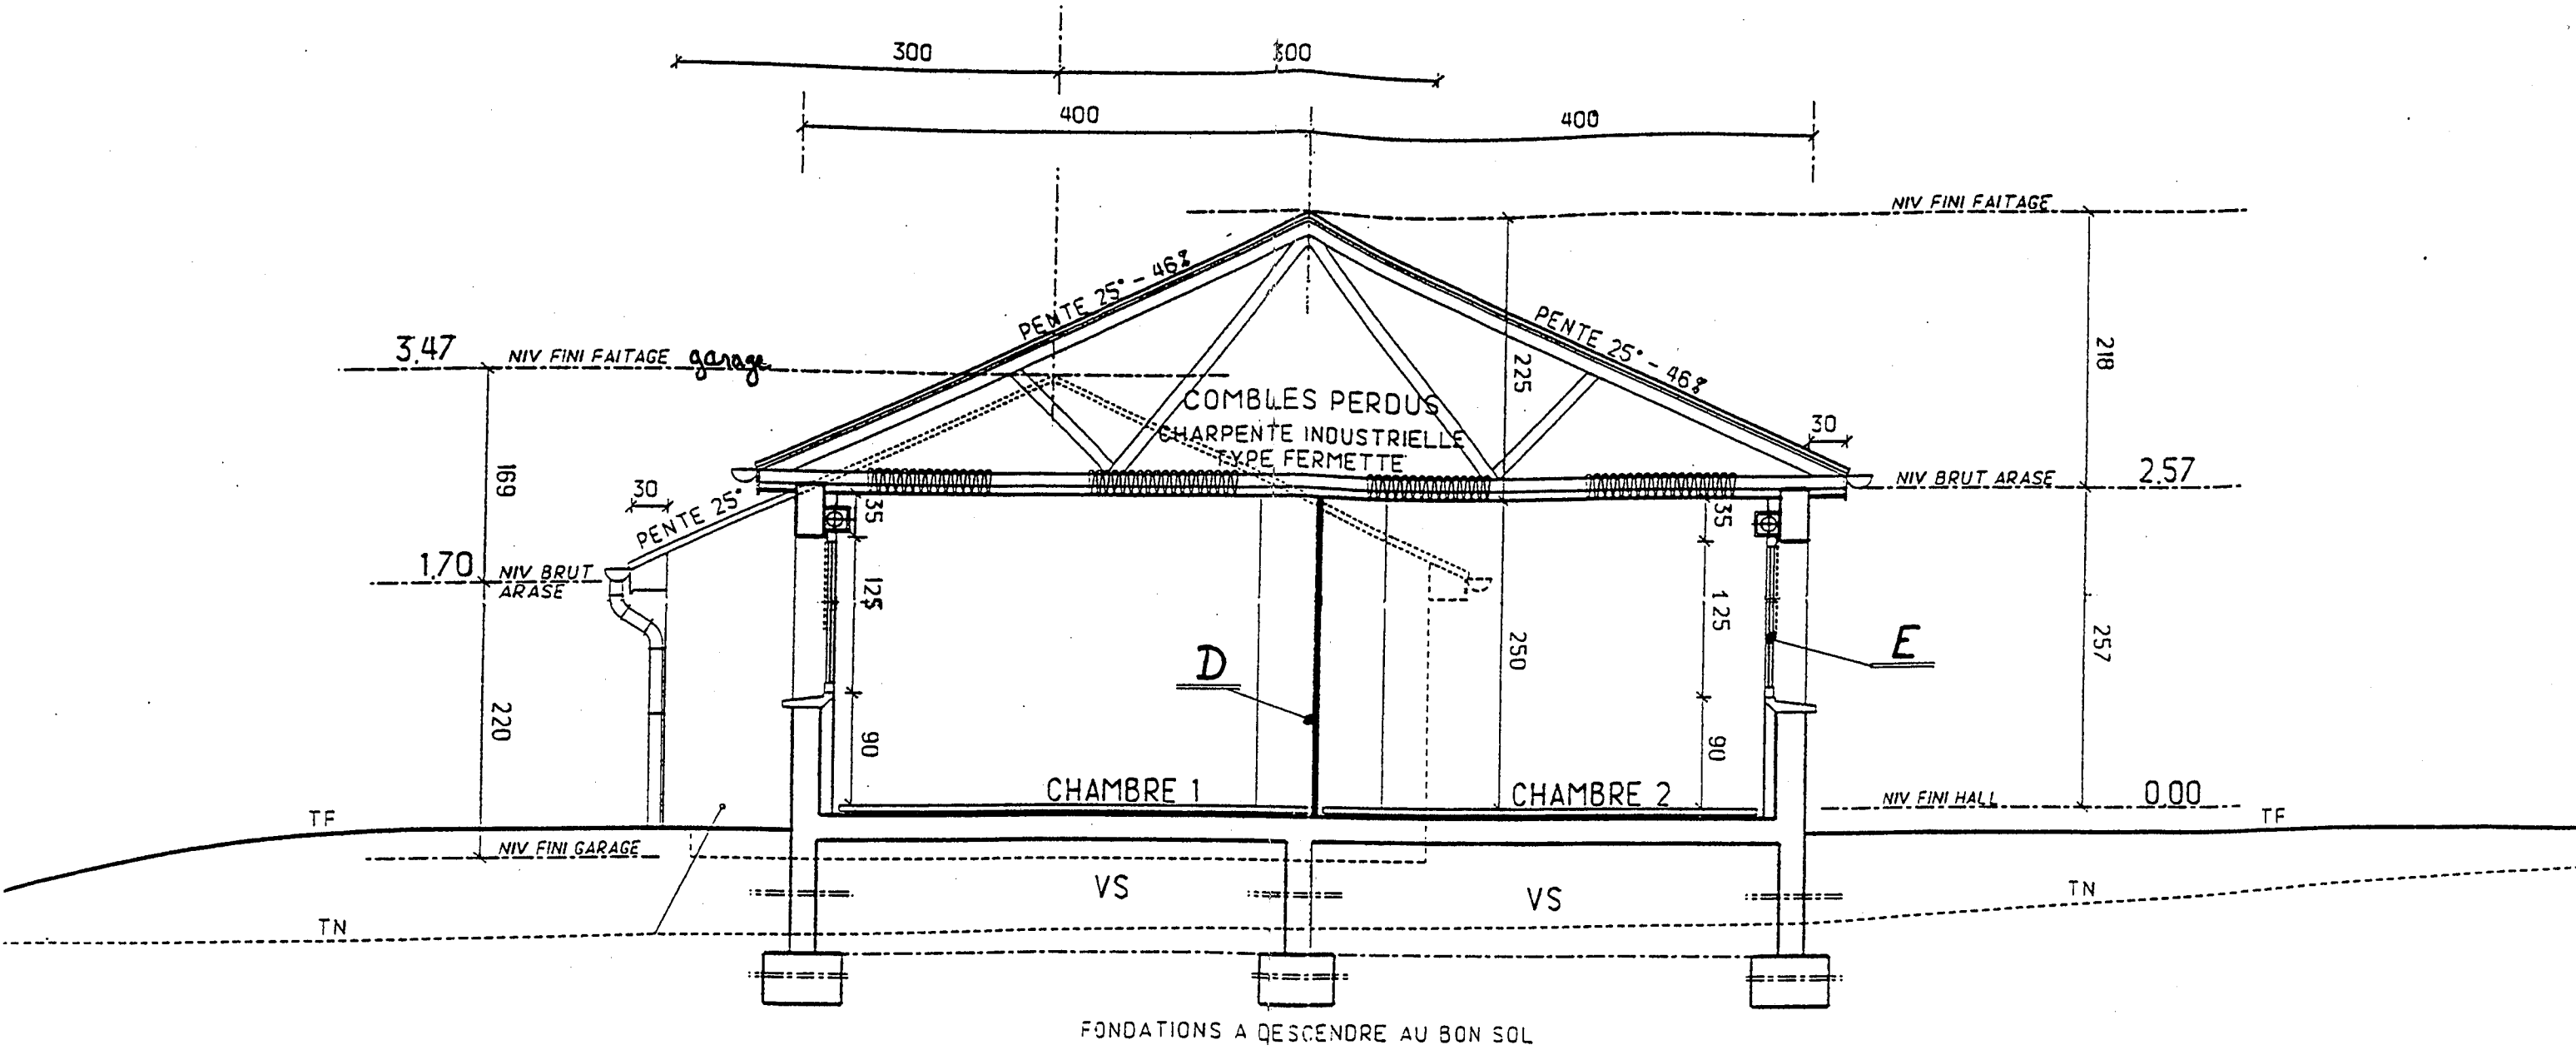 300
300
400
400
NIV FINI FAITAGE
PENTE 25° - 46%
PENTE 25° - 46%
3.47
NIV FINI FAITAGE garage
218
225
COMBLES PERDUS
CHARPENTE INDUSTRIELLE
TYPE FERMETTE
30
NIV BRUT ARASE
2.57
169
30
PENTE 25°
35
35
1.70
NIV BRUT
ARASE
125
125
250
257
D
E
220
90
90
CHAMBRE 1
CHAMBRE 2
NIV FINI HALL
0.00
TF
TF
NIV FINI GARAGE
VS
VS
TN
TN
FONDATIONS A DESCENDRE AU BON SOL